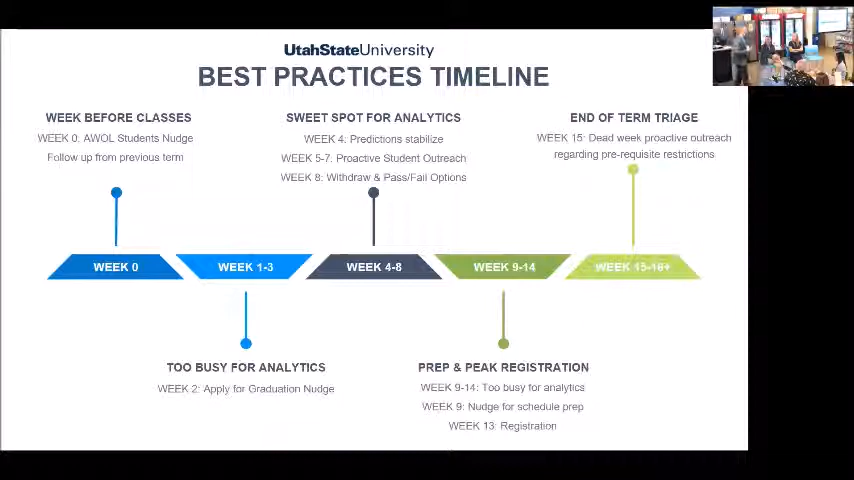 UtahStateUniversity
BEST PRACTICES TIMELINE
WEEK BEFORE CLASSES
WEEK 0: AWOL Students Nudge
Follow up from previous term
SWEET SPOT FOR ANALYTICS
WEEK 4: Predictions stabilize
WEEK 5-7: Proactive Student Outreach
WEEK 8: Withdraw & Pass/Fail Options
END OF TERM TRIAGE
WEEK 15: Dead week proactive outreach
regarding pre-requisite restrictions
WEEK 0
WEEK 1-3
WEEK 4-8
WEEK 9-14
WEEK 15-16+
TOO BUSY FOR ANALYTICS
WEEK 2: Apply for Graduation Nudge
PREP & PEAK REGISTRATION
WEEK 9-14: Too busy for analytics
WEEK 9: Nudge for schedule prep
WEEK 13: Registration